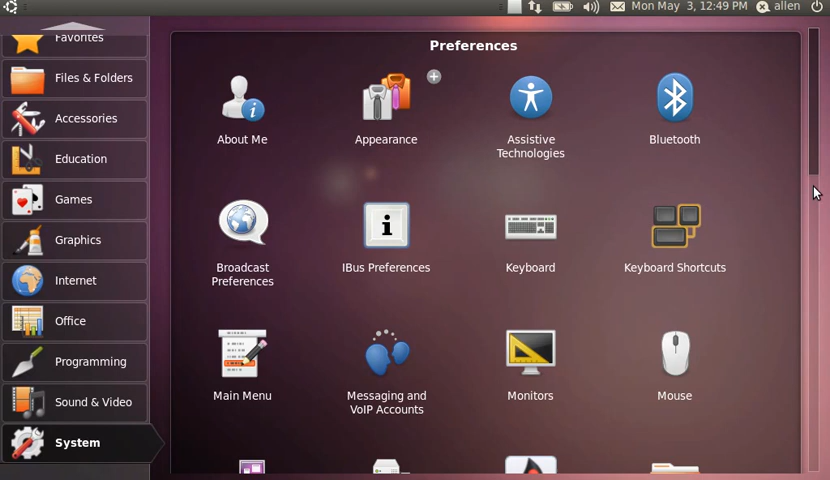 Mon May 3, 12:49 PM
allen
Favorites
Files & Folders
Accessories
Education
Games
Graphics
Internet
Office
Programming
Sound & Video
System
Preferences
About Me
Appearance
Assistive
Technologies
Bluetooth
Broadcast
Preferences
IBus Preferences
Keyboard
Keyboard Shortcuts
Main Menu
Messaging and
VoIP Accounts
Monitors
Mouse